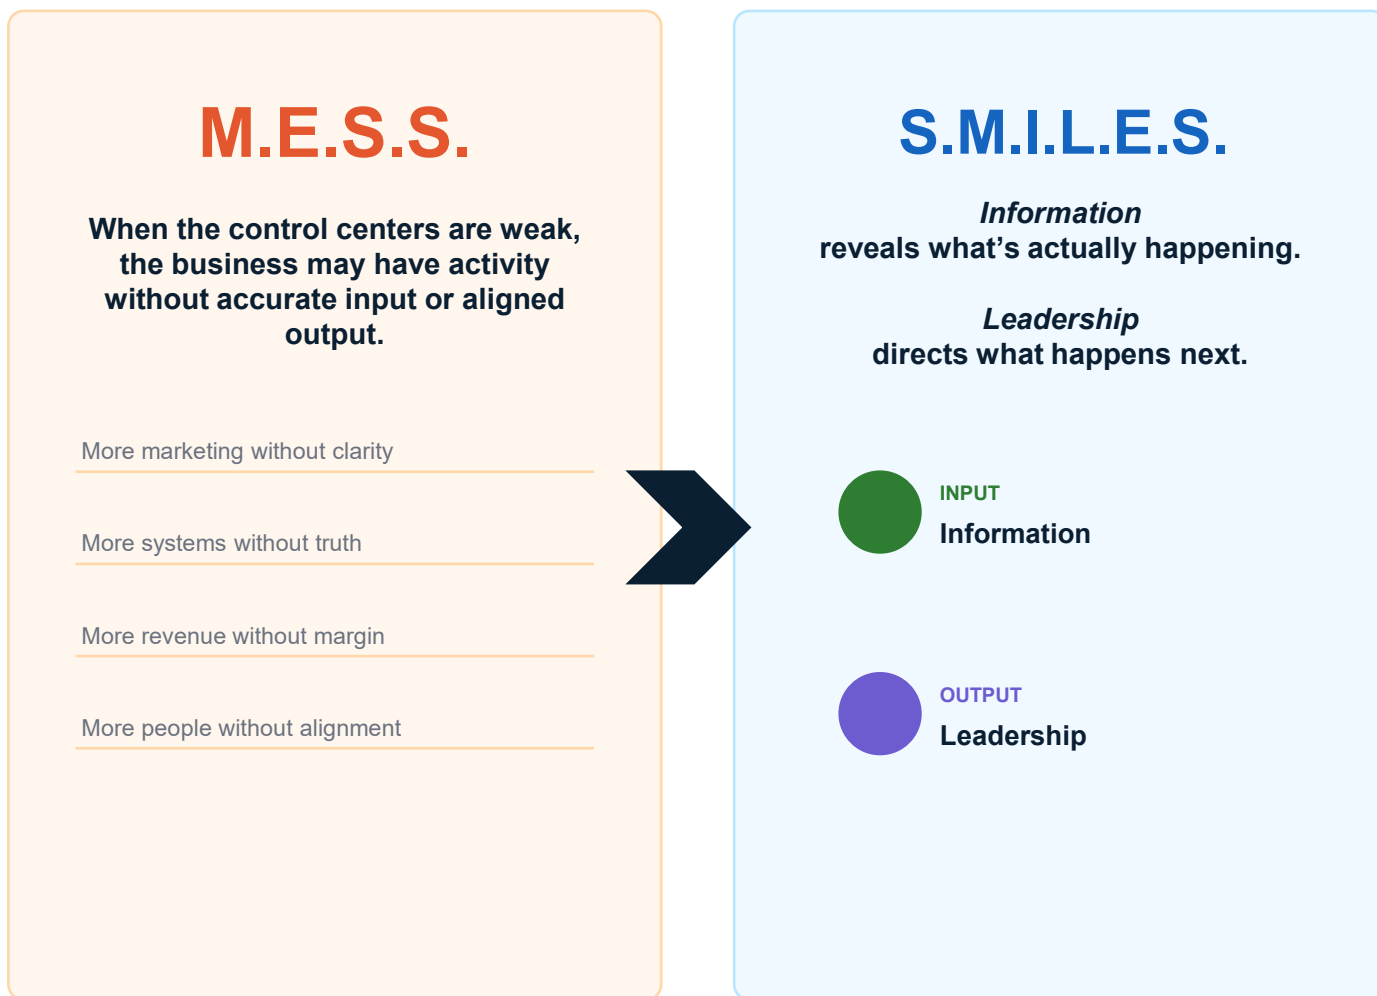 M.E.S.S.
When the control centers are weak,
the business may have activity
without accurate input or aligned
output.
More marketing without clarity
More systems without truth
More revenue without margin
More people without alignment
S.M.I.L.E.S.
Information
reveals what’s actually happening.
Leadership
directs what happens next.
INPUT
Information
OUTPUT
Leadership